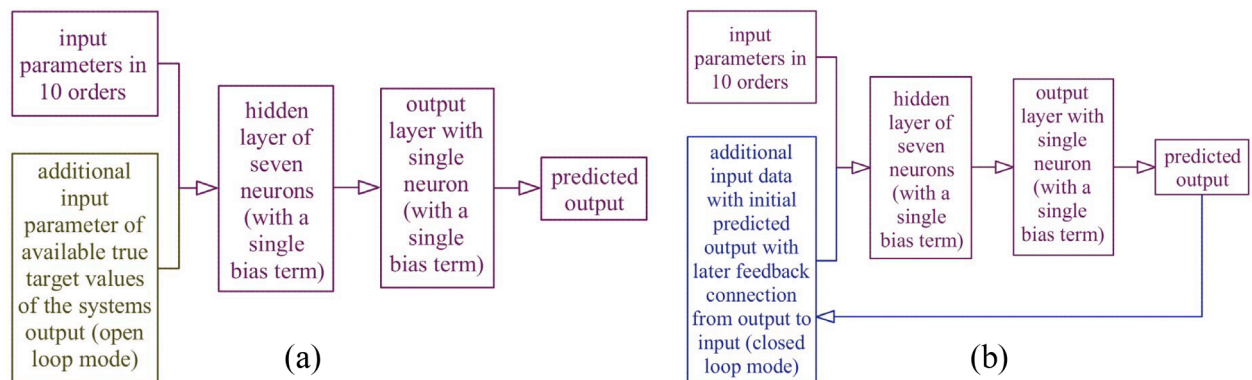 input
parameters in
10 orders
additional
input
parameter of
available true
target values
of the systems
output (open
loop mode)
hidden
layer of
seven
neurons
(with a
single
bias term)
output
layer with
single
neuron
(with a
single
bias term)
predicted
output
(a)
input
parameters in
10 orders
additional
input data
with initial
predicted
output with
later feedback
connection
from output to
input (closed
loop mode)
hidden
layer of
seven
neurons
(with a
single
bias term)
output
layer with
single
neuron
(with a
single
bias term)
predicted
output
(b)